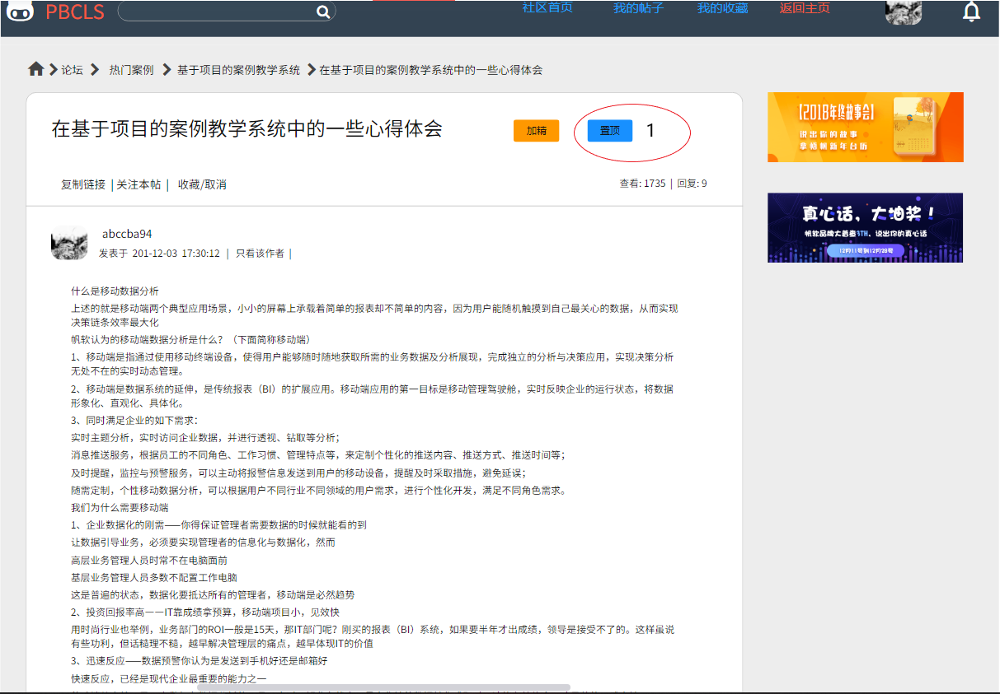 PBCLS
社区首页 我的帖子 我的收藏 返回主页
论坛 热门案例 基于项目的案例教学系统 在基于项目的案例教学系统中的一些心得体会
在基于项目的案例教学系统中的一些心得体会 加精 置顶 1
复制链接 | 关注本帖 | 收藏/取消 查看: 1735 | 回复: 9
abccba94
发表于 201-12-03 17:30:12 | 只看该作者 |
什么是移动数据分析
上述的就是移动端两个典型应用场景，小小的屏幕上承载着简单的报表却不简单的内容，因为用户能随机触摸到自己最关心的数据，从而实现
决策链条效率最大化
帆软认为的移动端数据分析是什么？（下面简称移动端）
1、移动端是指通过使用移动终端设备，使得用户能够随时随地获取所需的业务数据及分析展现，完成独立的分析与决策应用，实现决策分析
无处不在的实时动态管理。
2、移动端是数据系统的延伸，是传统报表（BI）的扩展应用。移动端应用的第一目标是移动管理驾驶舱，实时反映企业的运行状态，将数据
形象化、直观化、具体化。
3、同时满足企业的如下需求：
实时主题分析，实时访问企业数据，并进行透视、钻取等分析；
消息推送服务，根据员工的不同角色、工作习惯、管理特点等，来定制个性化的推送内容、推送方式、推送时间等；
及时提醒，监控与预警服务，可以主动将报警信息发送到用户的移动设备，提醒及时采取措施，避免延误；
随需定制，个性移动数据分析，可以根据用户不同行业不同领域的用户需求，进行个性化开发，满足不同角色需求。
我们为什么需要移动端
1、企业数据化的刚需——你得保证管理者需要数据的时候就能看的到
让数据引导业务，必须要实现管理者的信息化与数据化，然而
高层业务管理人员时常不在电脑面前
基层业务管理人员多数不配置工作电脑
这是普遍的状态，数据化要抵达所有的管理者，移动端是必然趋势
2、投资回报率高一一IT靠成绩拿预算，移动端项目小，见效快
用时尚行业也举例，业务部门的ROI一般是15天，那IT部门呢？刚买的报表（BI）系统，如果要半年才出成绩，领导是接受不了的。这样虽说
有些功利，但话糙理不糙，越早解决管理层的痛点，越早体现IT的价值
3、迅速反应——数据预警你认为是发送到手机好还是邮箱好
快速反应，已经是现代企业最重要的能力之一
【2018年终故事会】
说出你的故事
拿帆帆新年台历
真心话，大抽奖！
帆软品牌大首委3TH，说出你的真心话
12月11号到12月20号